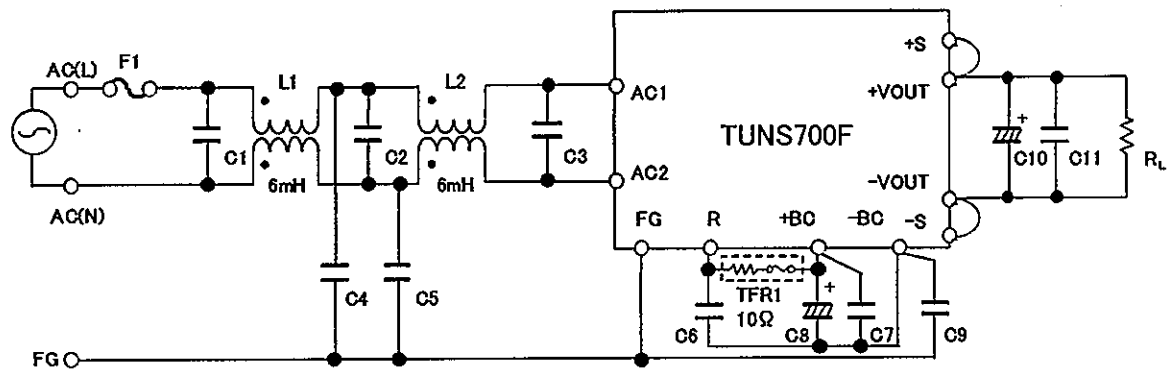 AC(L)
F1
L1
L2
C1
C2
C3
6mH
6mH
AC(N)
C4
C5
FG
AC1
AC2
TUNS700F
+S
+VOUT
-VOUT
-S
FG
R
+BC
-BC
TFR1
10Ω
+
C6
C8
C7
C9
+
C10
C11
RL